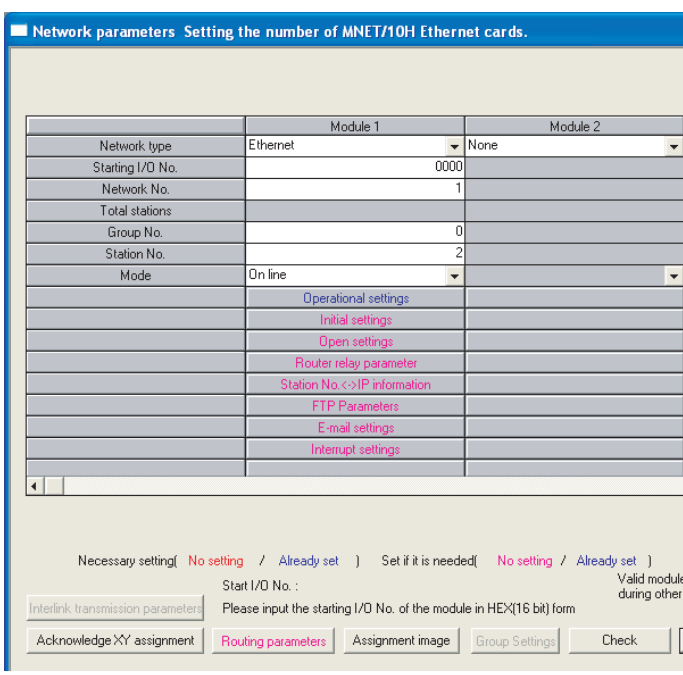 Network parameters Setting the number of MNET/10H Ethernet cards.
Module 1 Module 2
Network type Ethernet None
Starting I/O No. 0000
Network No. 1
Total stations
Group No. 0
Station No. 2
Mode On line
Operational settings
Initial settings
Open settings
Router relay parameter
Station No.<->IP information
FTP Parameters
E-mail settings
Interrupt settings
Necessary setting( No setting / Already set ) Set if it is needed( No setting / Already set )
Start I/O No. : Valid module
during other
Interlink transmission parameters Please input the starting I/O No. of the module in HEX(16 bit) form
Acknowledge XY assignment Routing parameters Assignment image Group Settings Check